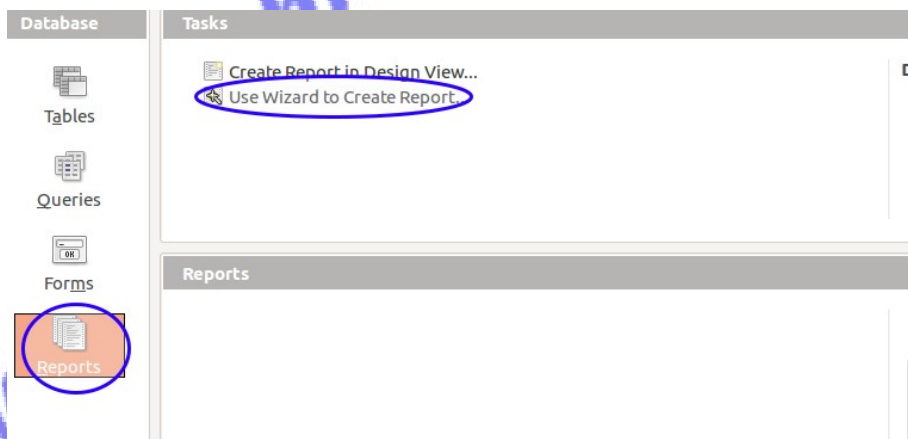 Database
Tasks
Create Report in Design View...
Use Wizard to Create Report...
Tables
Queries
Forms
Reports
Reports